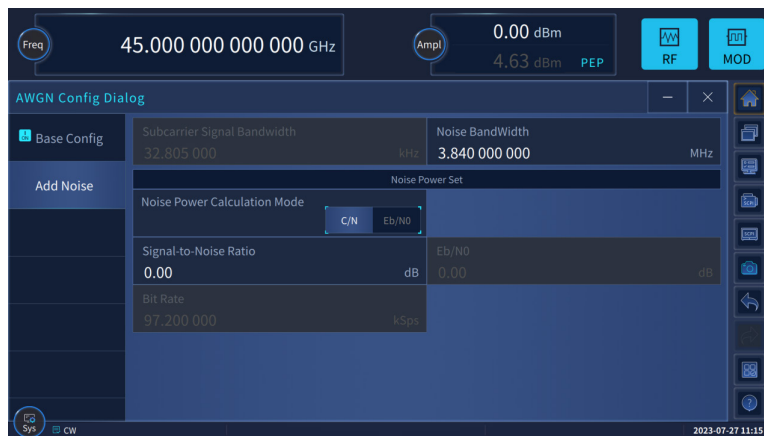 Freq
45.000 000 000 000 GHz
Ampl
0.00 dBm
4.63 dBm PEP
RF
MOD
AWGN Config Dialog
Base Config
Add Noise
Subcarrier Signal Bandwidth
32.805 000 kHz
Noise BandWidth
3.840 000 000 MHz
Noise Power Set
Noise Power Calculation Mode
C/N Eb/N0
Signal-to-Noise Ratio
0.00 dB
Eb/N0
0.00 dB
Bit Rate
97.200 000 kSps
SCPI
SCPI
Sys
CW
2023-07-27 11:15